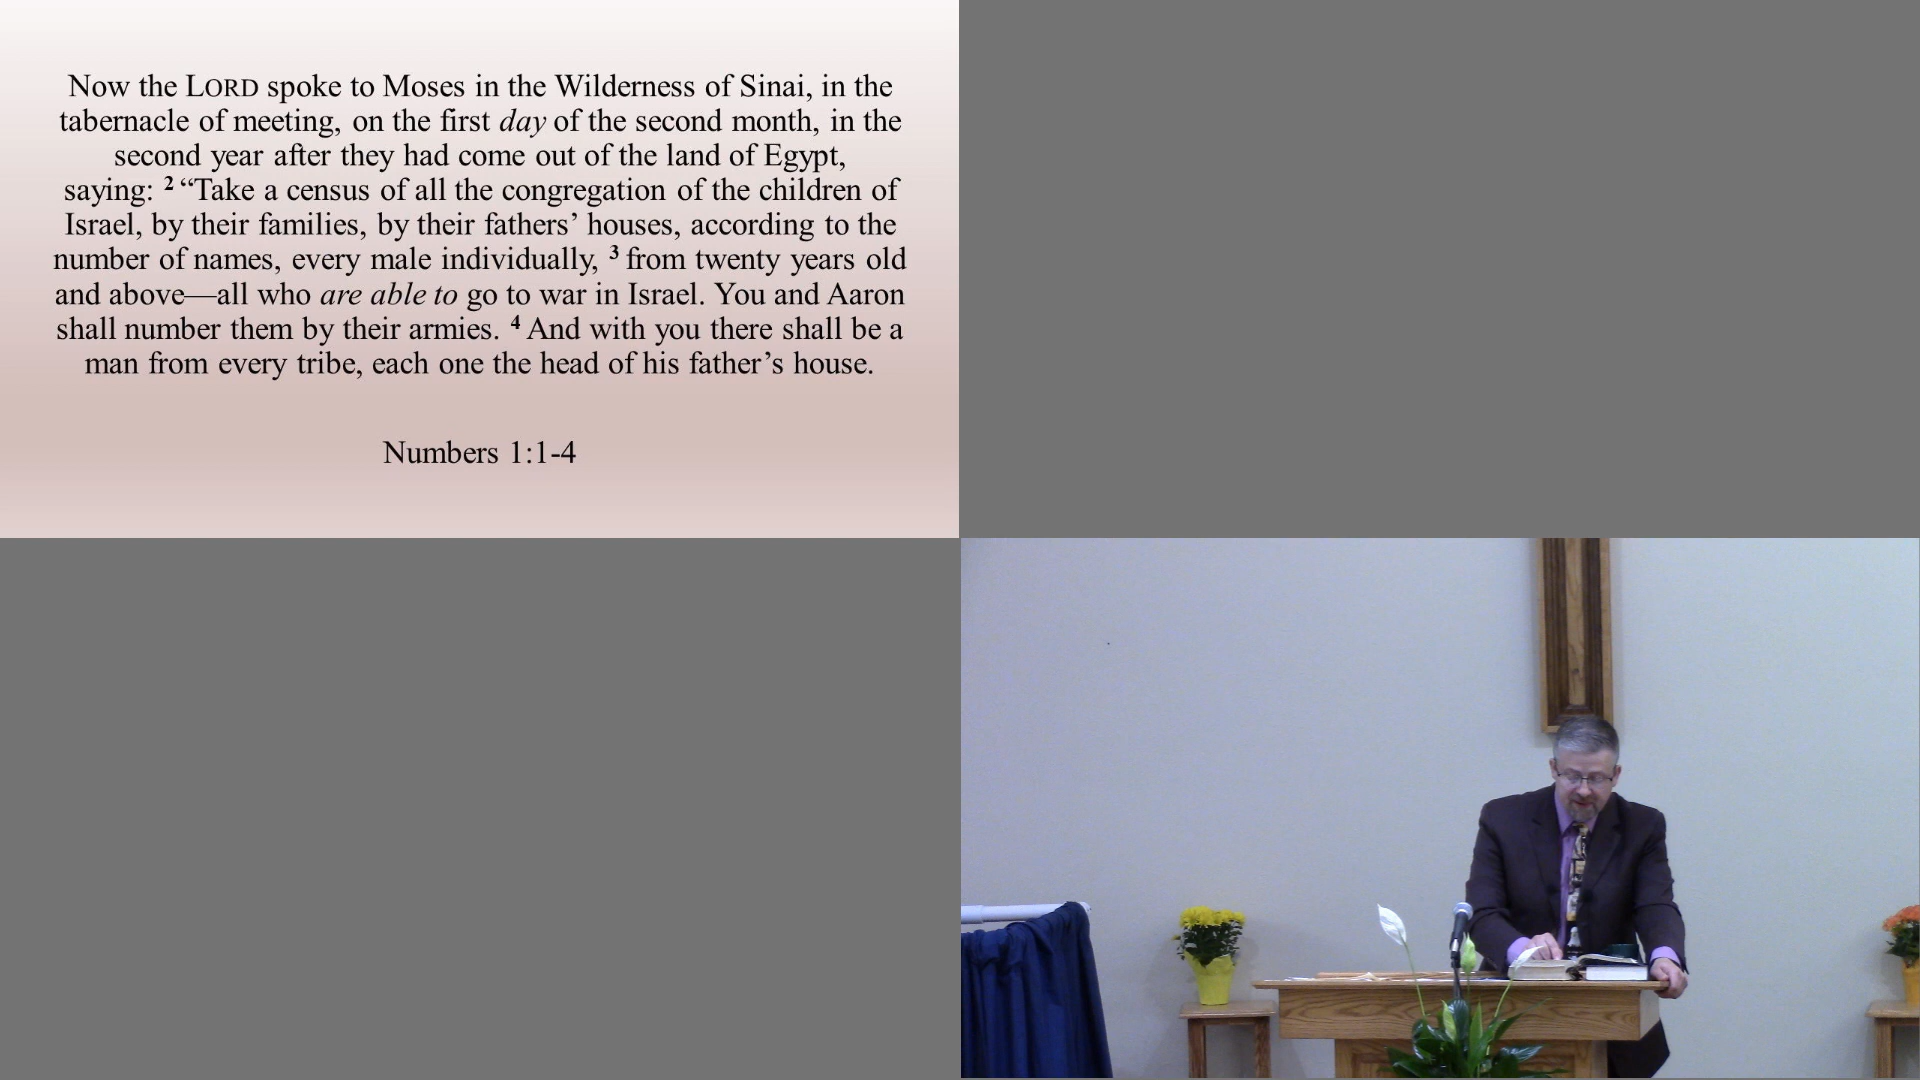 Now the LORD spoke to Moses in the Wilderness of Sinai, in the
tabernacle of meeting, on the first day of the second month, in the
second year after they had come out of the land of Egypt,
saying: 2 “Take a census of all the congregation of the children of
Israel, by their families, by their fathers’ houses, according to the
number of names, every male individually, 3 from twenty years old
and above—all who are able to go to war in Israel. You and Aaron
shall number them by their armies. 4 And with you there shall be a
man from every tribe, each one the head of his father’s house.
Numbers 1:1-4